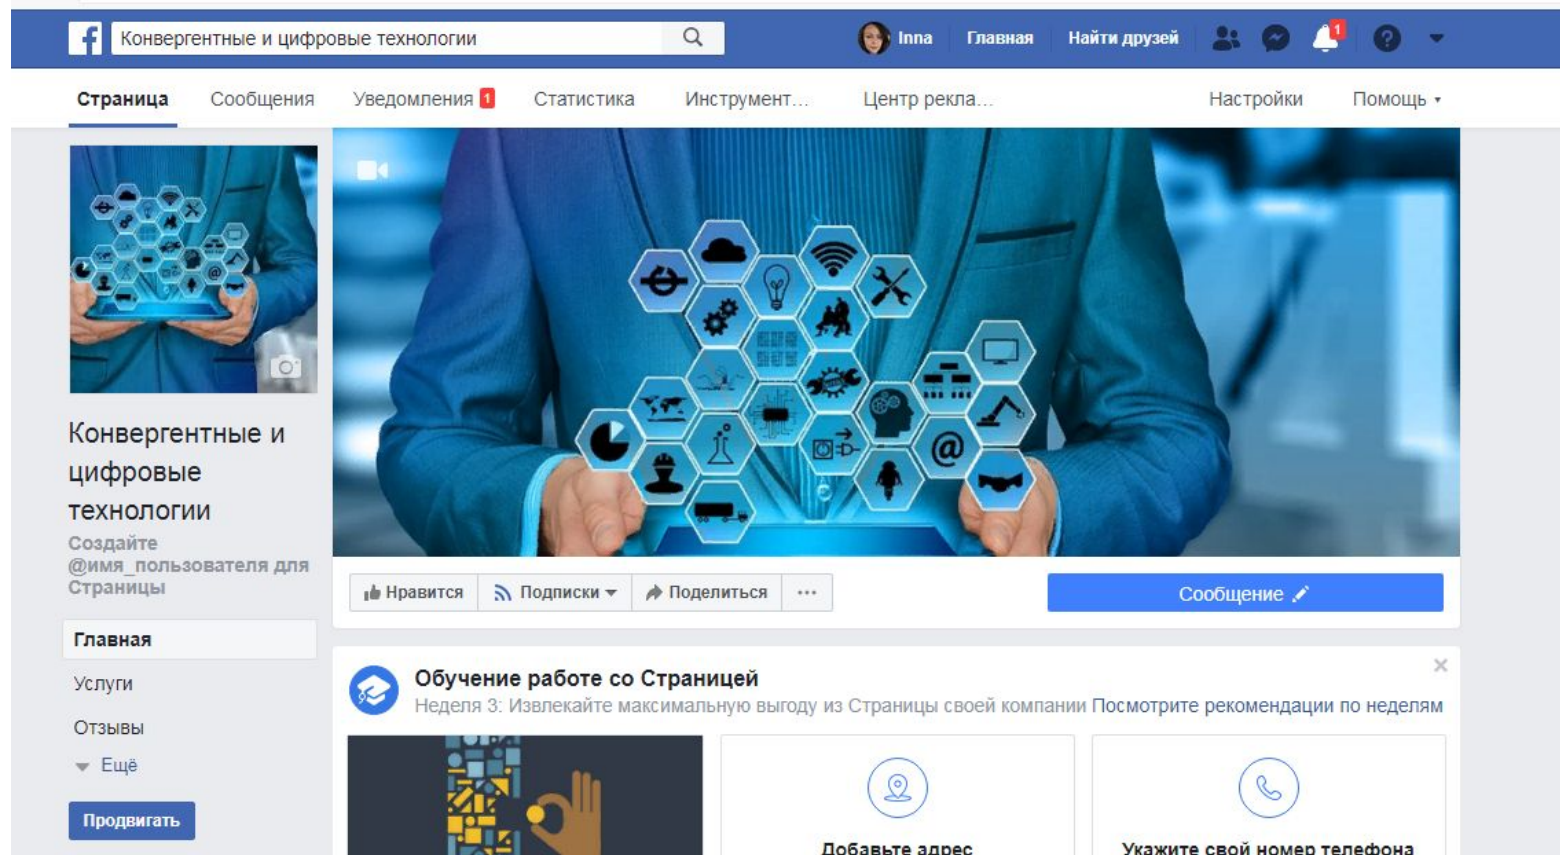 Конвергентные и цифровые технологии
Inna Главная Найти друзей 1
Страница Сообщения Уведомления 1 Статистика Инструмент... Центр рекла... Настройки Помощь
Конвергентные и
цифровые
технологии
Создайте
@имя_пользователя для
Страницы
Главная
Услуги
Отзывы
Ещё
Продвигать
Нравится Подписки Поделиться ...
Сообщение
Обучение работе со Страницей
Неделя 3: Извлекайте максимальную выгоду из Страницы своей компании Посмотрите рекомендации по неделям
Добавьте адрес
Укажите свой номер телефона